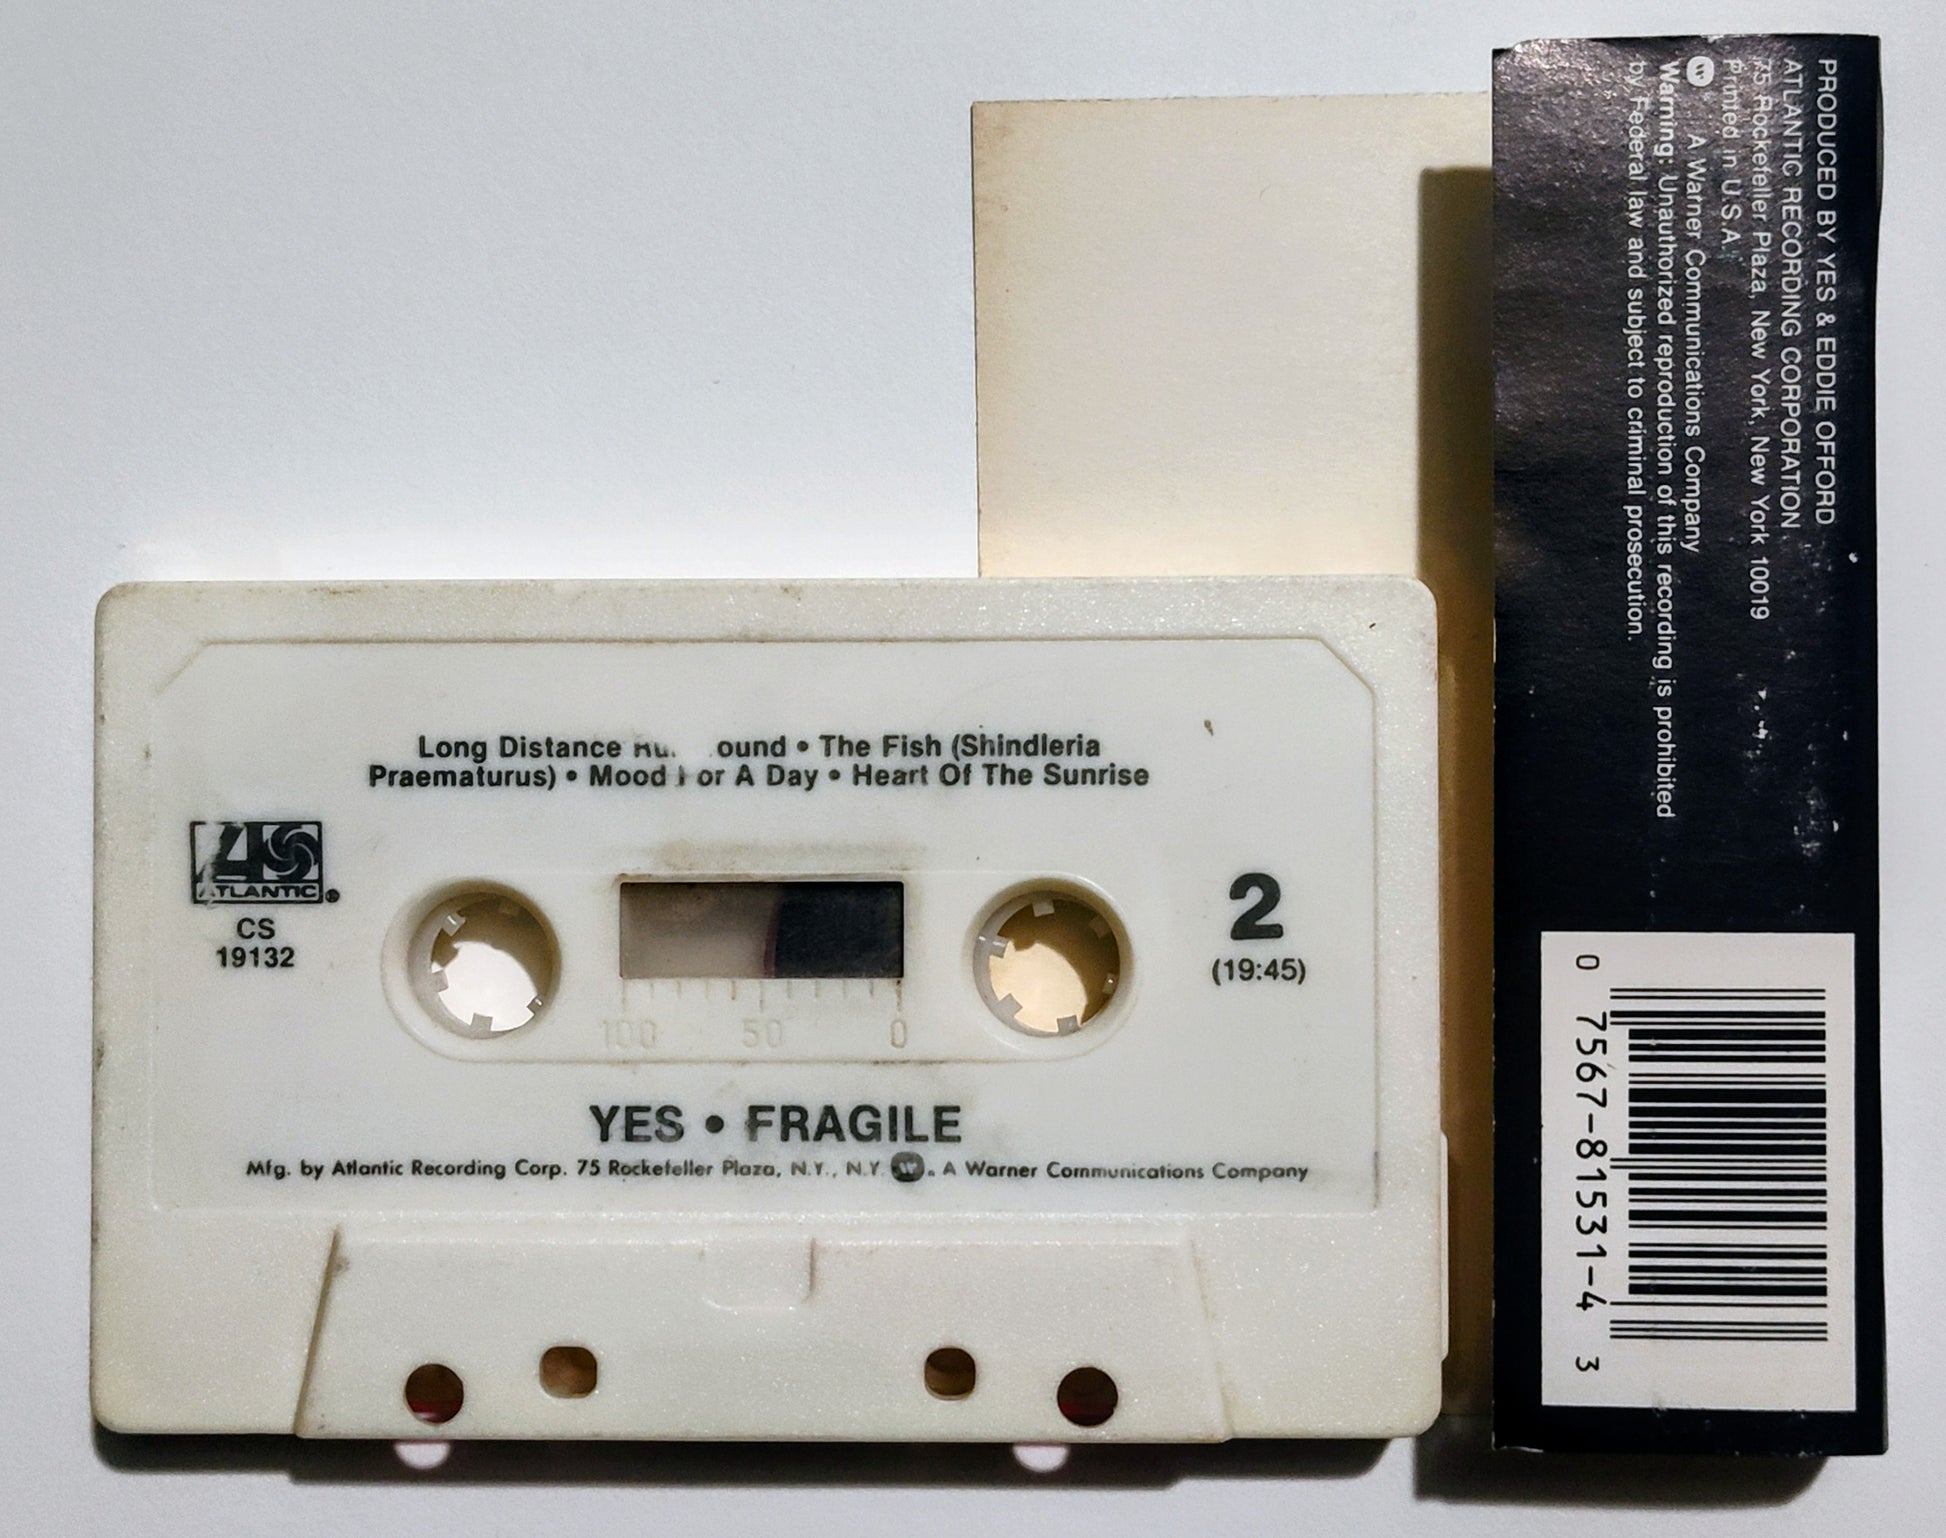 Long Distance ound • The Fish (Shindleria
Praematurus) • Mood or A Day • Heart Of The Sunrise
ATLANTIC®
CS
19132
2
(19:45)
100 50 0
YES • FRAGILE
Mfg. by Atlantic Recording Corp. 75 Rockefeller Plaza, N.Y., N.Y. A Warner Communications Company
PRODUCED BY YES & EDDIE OFFORD
ATLANTIC RECORDING CORPORATION
75 Rockefeller Plaza, New York, New York 10019
Printed in U.S.A.
A Warner Communications Company
Warning: Unauthorized reproduction of this recording is prohibited
by Federal law and subject to criminal prosecution.
0 7567-81531-4 3